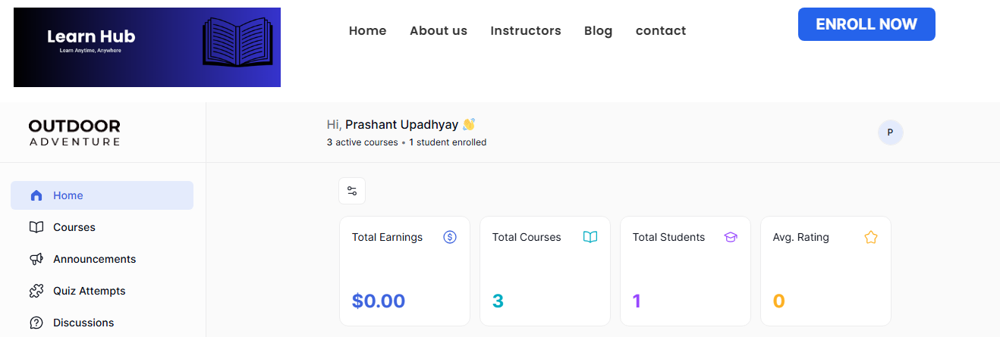 Learn Hub
Learn Anytime, Anywhere
Home About us Instructors Blog contact
ENROLL NOW
OUTDOOR
ADVENTURE
Hi, Prashant Upadhyay 👋
3 active courses • 1 student enrolled
P
Home
Courses
Announcements
Quiz Attempts
Discussions
Total Earnings
$0.00
Total Courses
3
Total Students
1
Avg. Rating
0